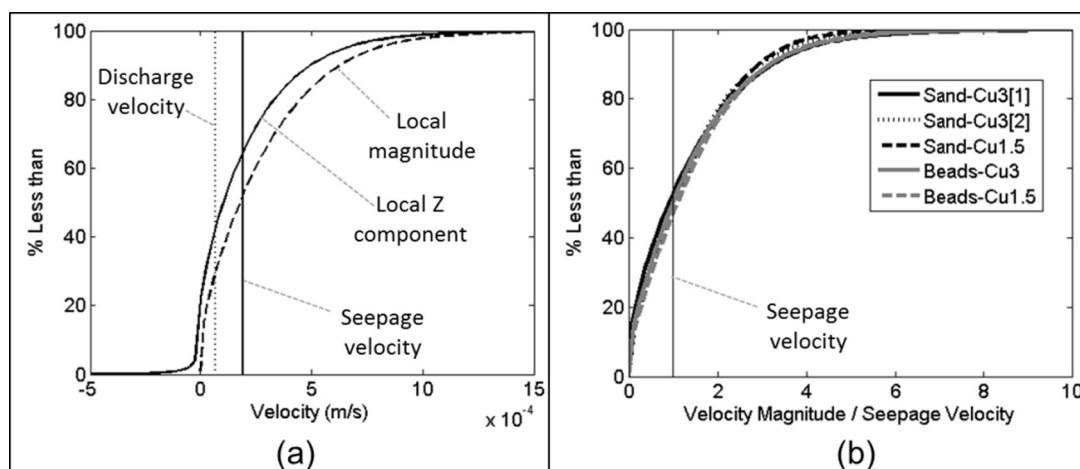 100
80
60
40
20
0
% Less than
-5
0
5
10
15
Velocity (m/s)
x 10-4
Discharge
velocity
Local
magnitude
Local Z
component
Seepage
velocity
(a)
100
80
60
40
20
0
% Less than
0
2
4
6
8
10
Velocity Magnitude / Seepage Velocity
Sand-Cu3[1]
Sand-Cu3[2]
Sand-Cu1.5
Beads-Cu3
Beads-Cu1.5
Seepage
velocity
(b)